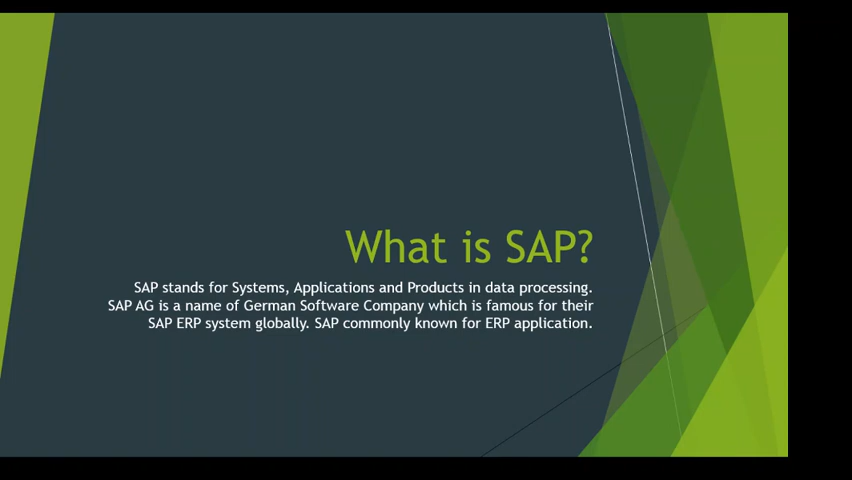 What is SAP?
SAP stands for Systems, Applications and Products in data processing.
SAP AG is a name of German Software Company which is famous for their
SAP ERP system globally. SAP commonly known for ERP application.